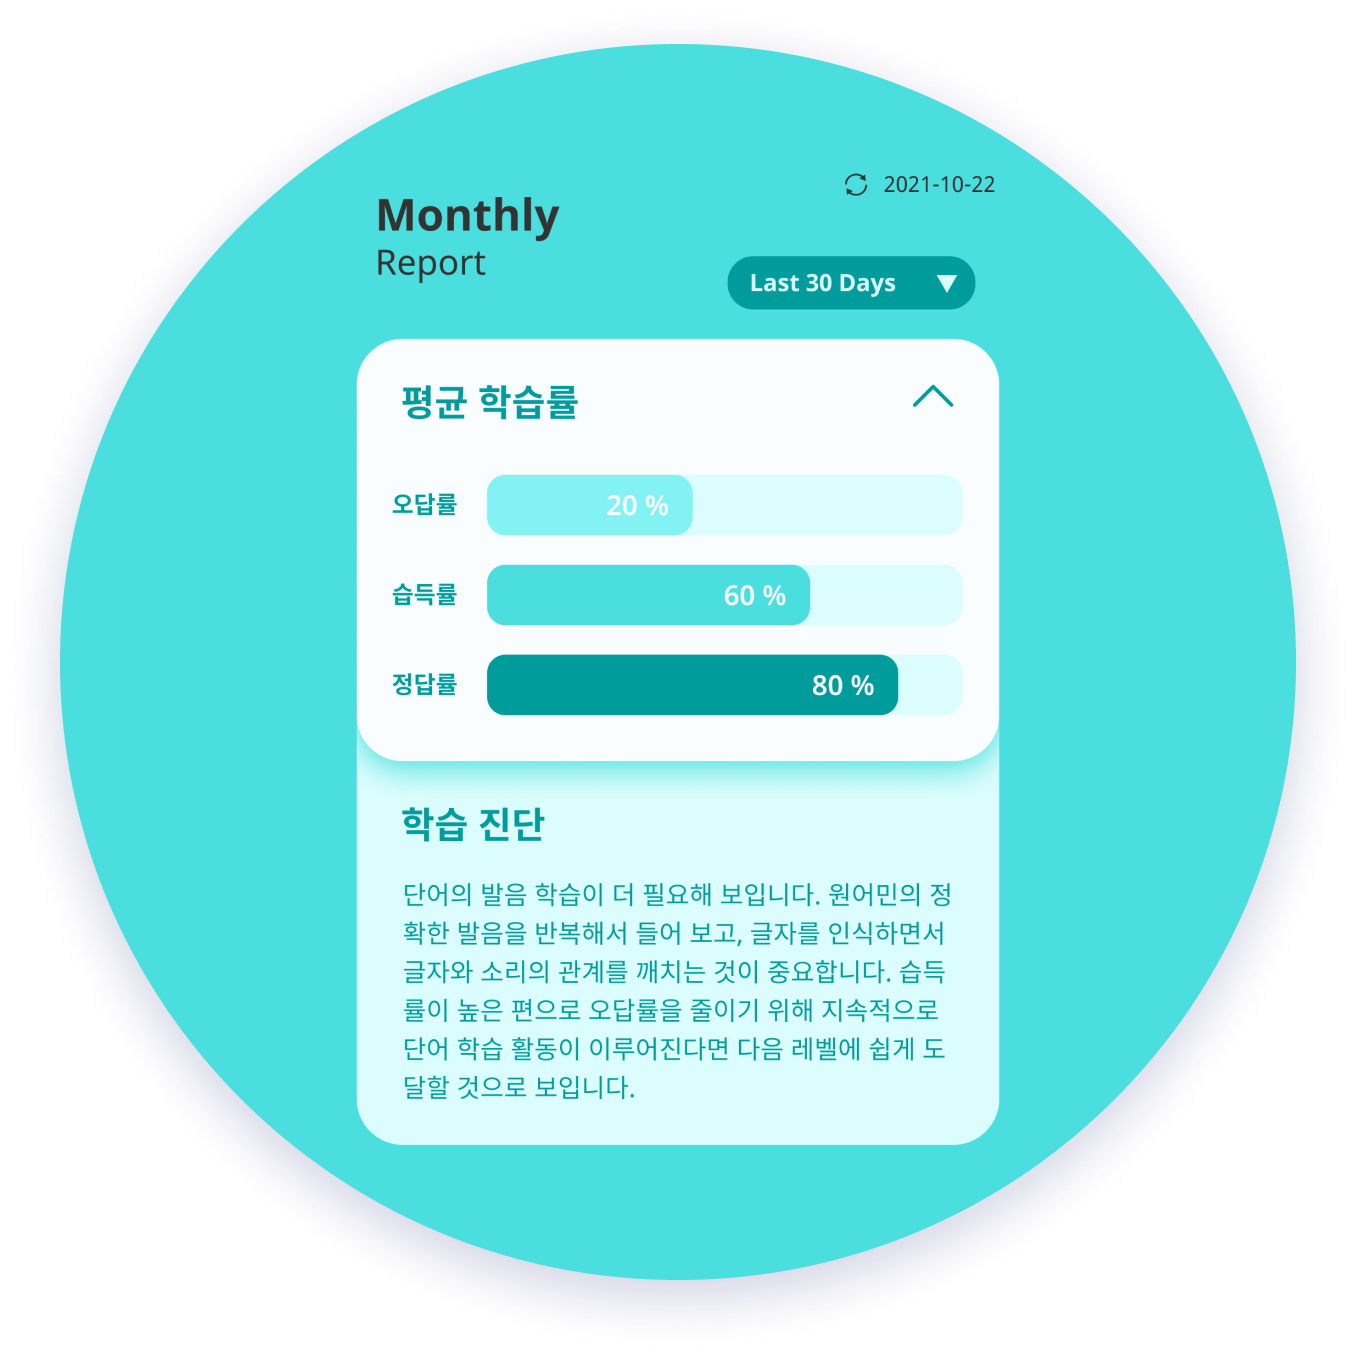 2021-10-22
Monthly
Report
Last 30 Days
평균 학습률
오답률 20 %
습득률 60 %
정답률 80 %
학습 진단
단어의 발음 학습이 더 필요해 보입니다. 원어민의 정
확한 발음을 반복해서 들어 보고, 글자를 인식하면서
글자와 소리의 관계를 깨치는 것이 중요합니다. 습득
률이 높은 편으로 오답률을 줄이기 위해 지속적으로
단어 학습 활동이 이루어진다면 다음 레벨에 쉽게 도
달할 것으로 보입니다.